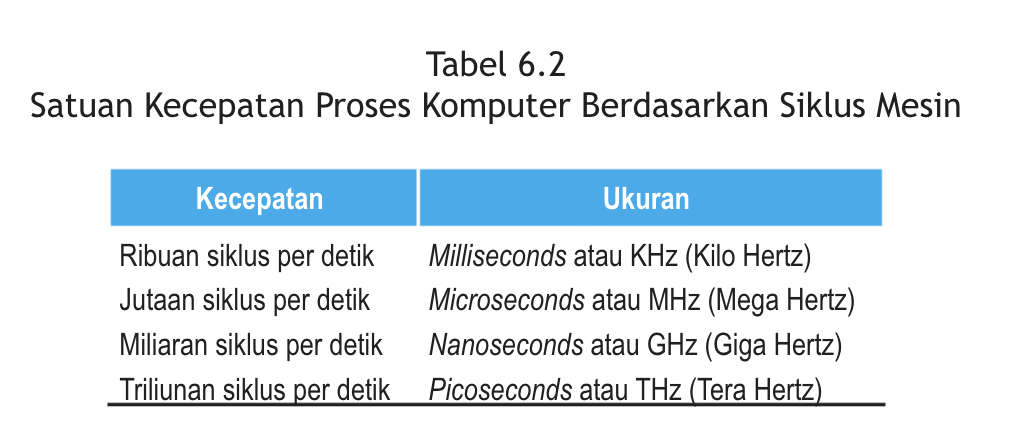 Tabel 6.2
Satuan Kecepatan Proses Komputer Berdasarkan Siklus Mesin
Kecepatan Ukuran
Ribuan siklus per detik Milliseconds atau KHz (Kilo Hertz)
Jutaan siklus per detik Microseconds atau MHz (Mega Hertz)
Miliaran siklus per detik Nanoseconds atau GHz (Giga Hertz)
Triliunan siklus per detik Picoseconds atau THz (Tera Hertz)